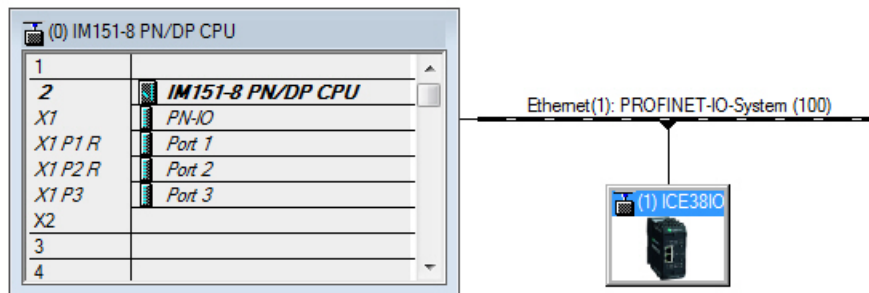 (0) IM151-8 PN/DP CPU
1
2 IM151-8 PN/DP CPU
X1 PN-IO
X1 P1 R Port 1
X1 P2 R Port 2
X1 P3 Port 3
X2
3
4
Ethernet(1): PROFINET-IO-System (100)
(1) ICE38IO